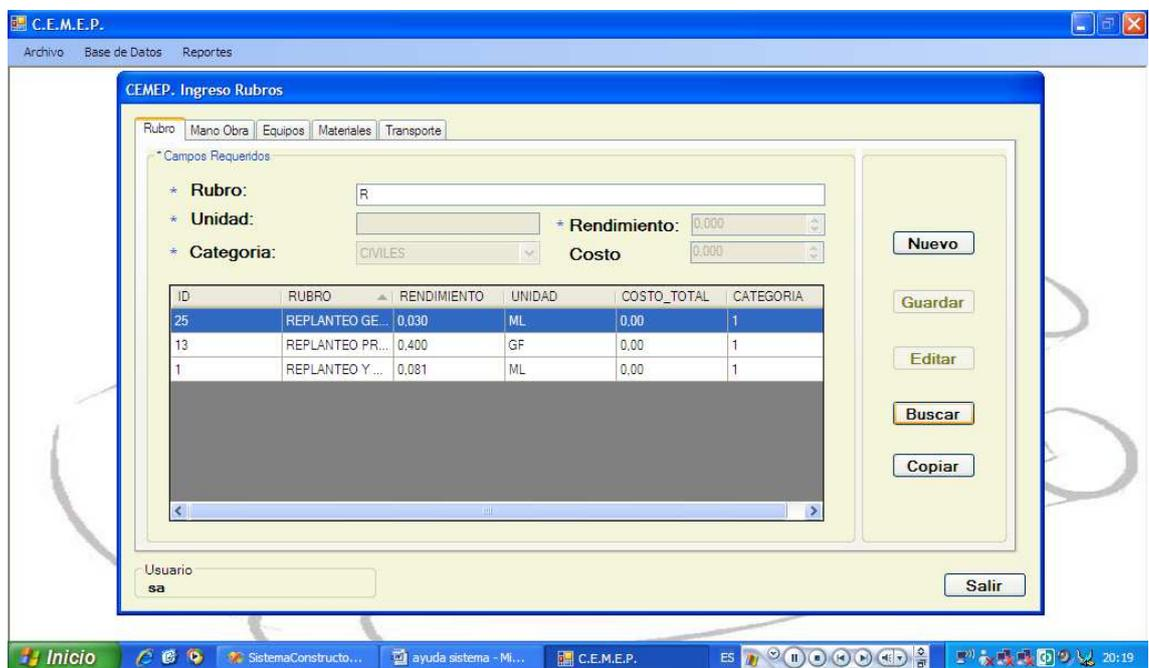 C.E.M.E.P.
Archivo Base de Datos Reportes
CEMEP. Ingreso Rubros
Rubro Mano Obra Equipos Materiales Transporte
* Campos Requeridos
* Rubro: R
* Unidad: * Rendimiento: 0,000
* Categoria: CIVILES Costo 0,000
Nuevo
Guardar
Editar
Buscar
Copiar
ID RUBRO RENDIMIENTO UNIDAD COSTO_TOTAL CATEGORIA
25 REPLANTEO GE... 0,030 ML 0,00 1
13 REPLANTEO PR... 0,400 GF 0,00 1
1 REPLANTEO Y ... 0,081 ML 0,00 1
Usuario
sa
Salir
Inicio SistemaConstructo... ayuda sistema - Mi... C.E.M.E.P. ES 20:19